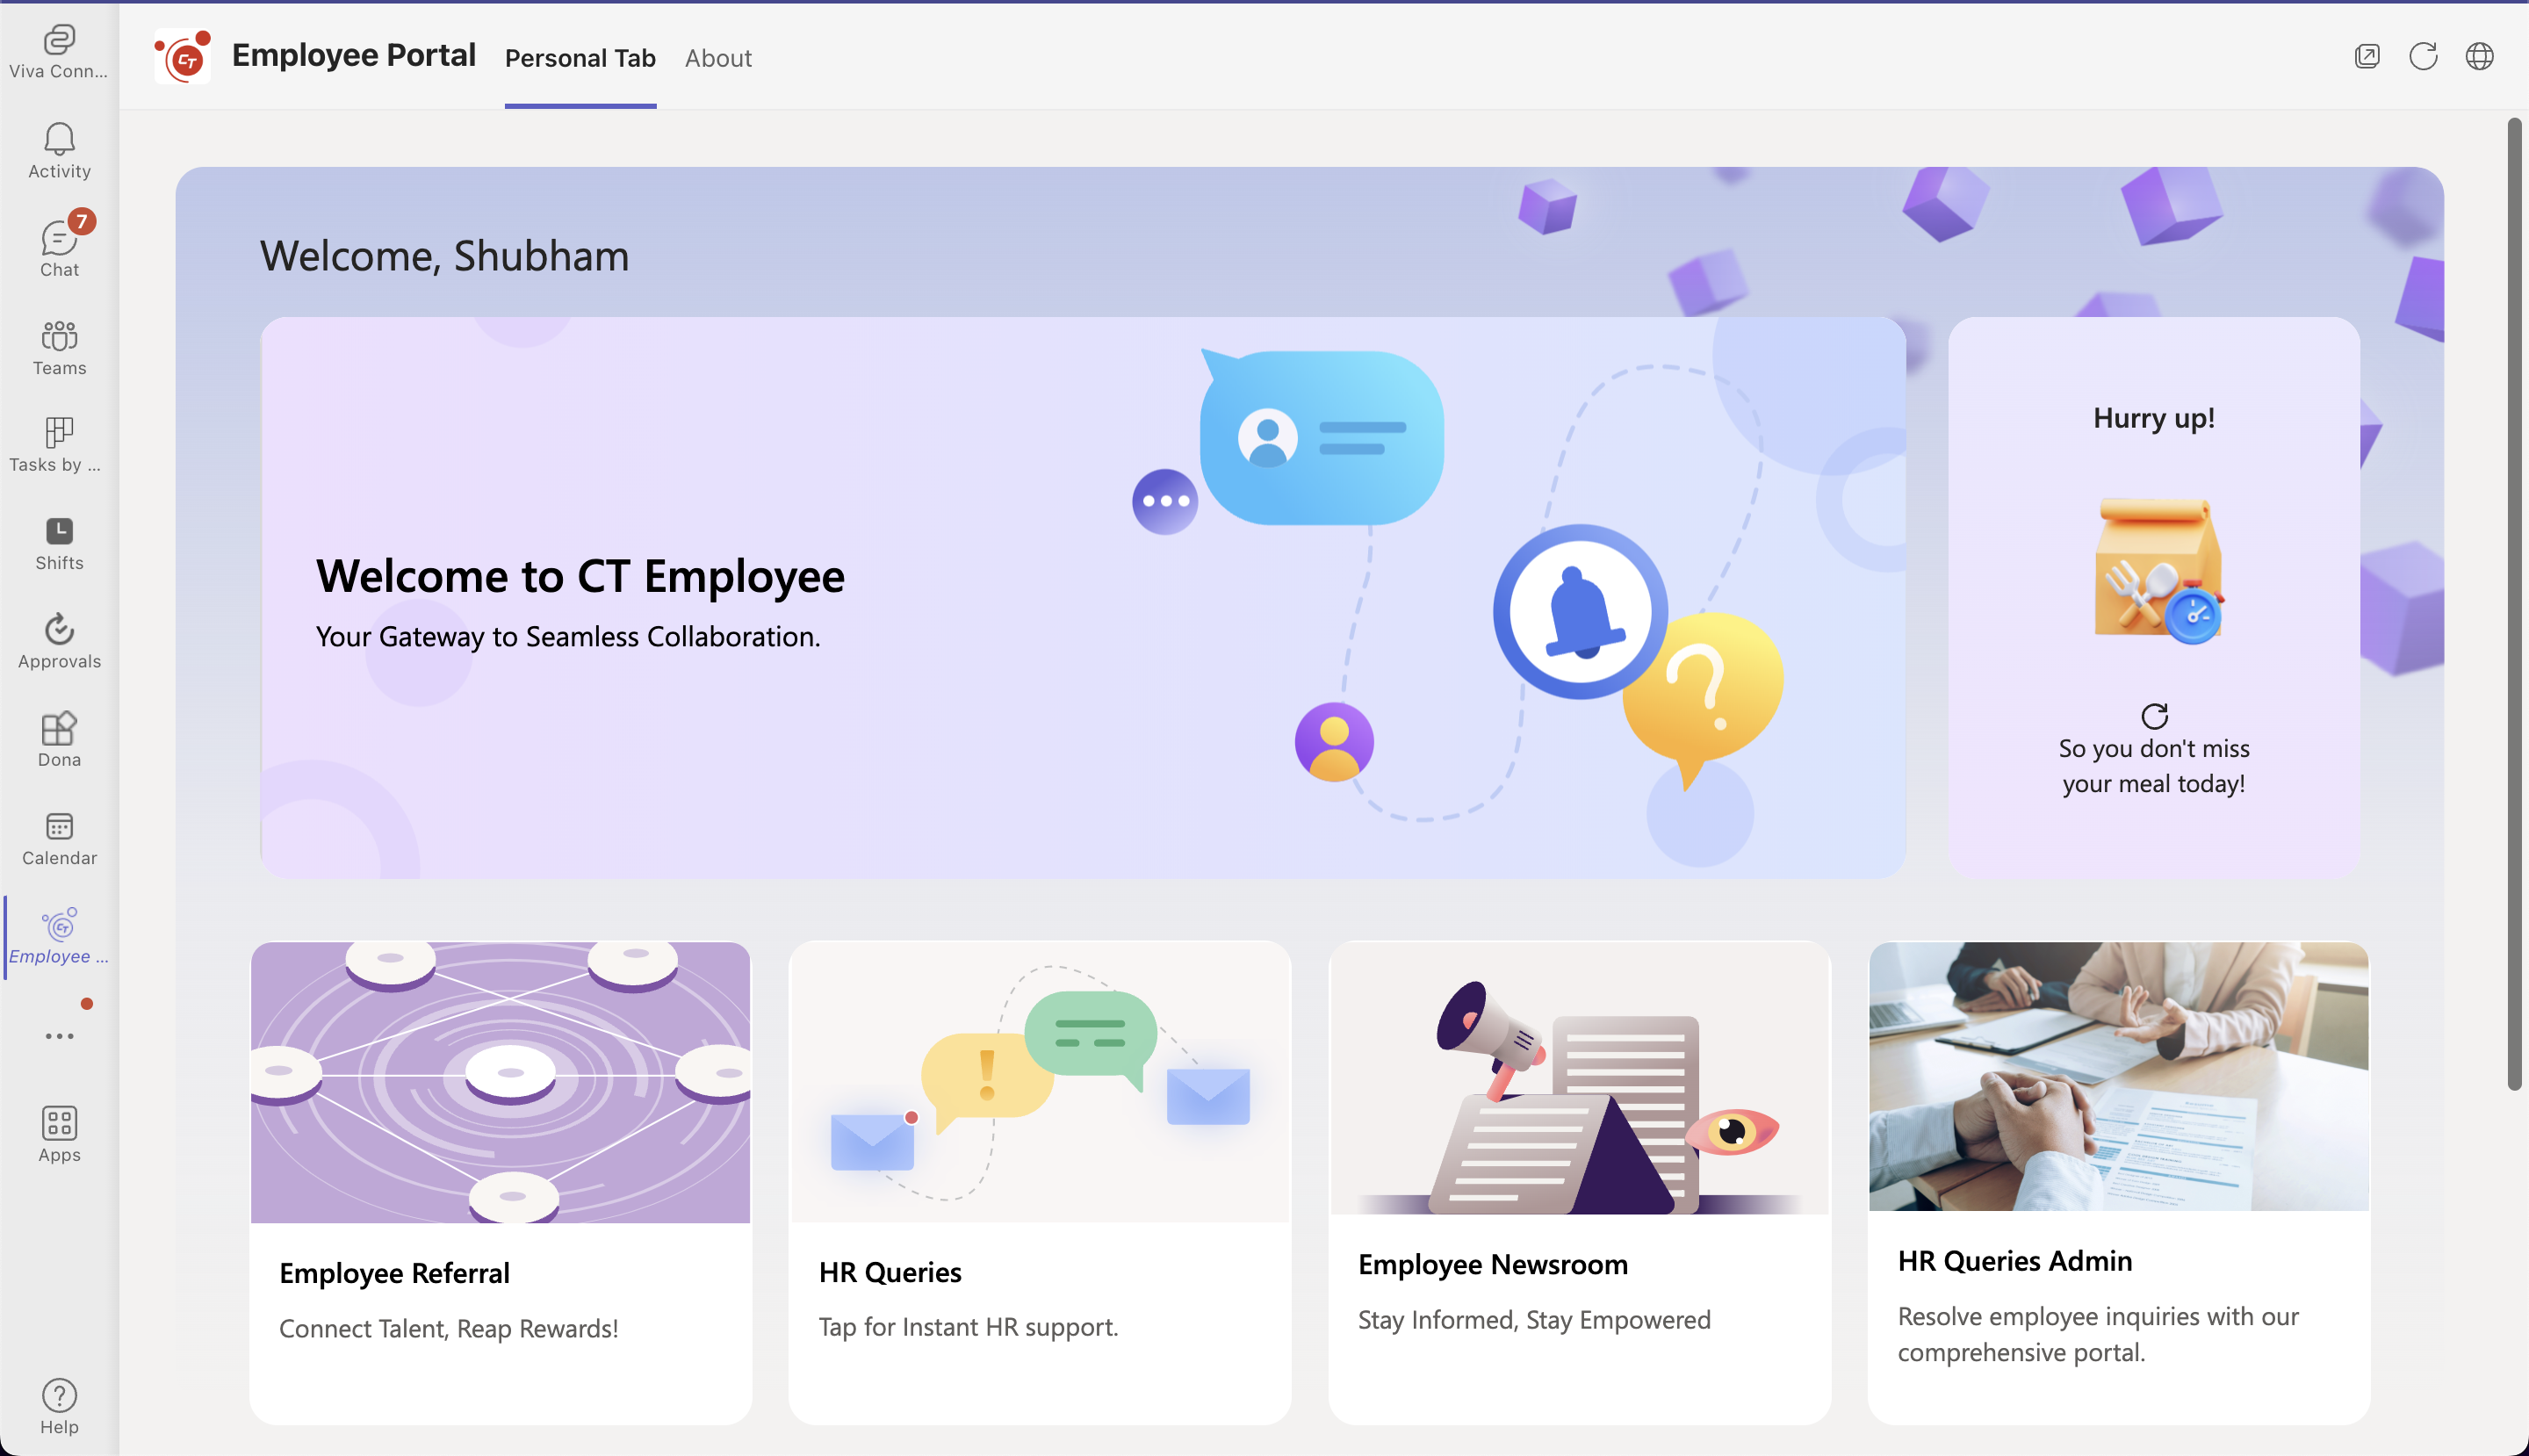 Viva Conn...
Activity
7
Chat
Teams
Tasks by ...
Shifts
Approvals
Dona
Calendar
Employee ...
Apps
Help
CT
Employee Portal
Personal Tab
About
Welcome, Shubham
Welcome to CT Employee
Your Gateway to Seamless Collaboration.
Hurry up!
So you don't miss
your meal today!
Employee Referral
Connect Talent, Reap Rewards!
HR Queries
Tap for Instant HR support.
Employee Newsroom
Stay Informed, Stay Empowered
HR Queries Admin
Resolve employee inquiries with our
comprehensive portal.